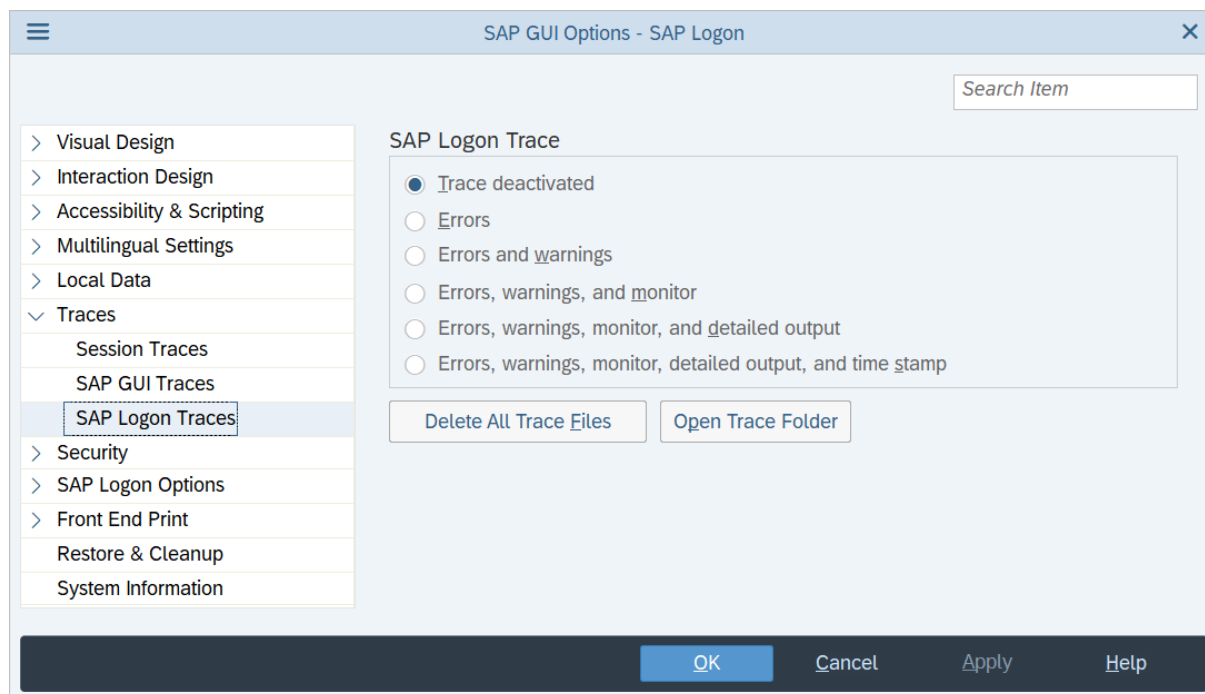 SAP GUI Options - SAP Logon
Search Item
Visual Design
Interaction Design
Accessibility & Scripting
Multilingual Settings
Local Data
Traces
Session Traces
SAP GUI Traces
SAP Logon Traces
Security
SAP Logon Options
Front End Print
Restore & Cleanup
System Information
SAP Logon Trace
Trace deactivated
Errors
Errors and warnings
Errors, warnings, and monitor
Errors, warnings, monitor, and detailed output
Errors, warnings, monitor, detailed output, and time stamp
Delete All Trace Files
Open Trace Folder
OK
Cancel
Apply
Help